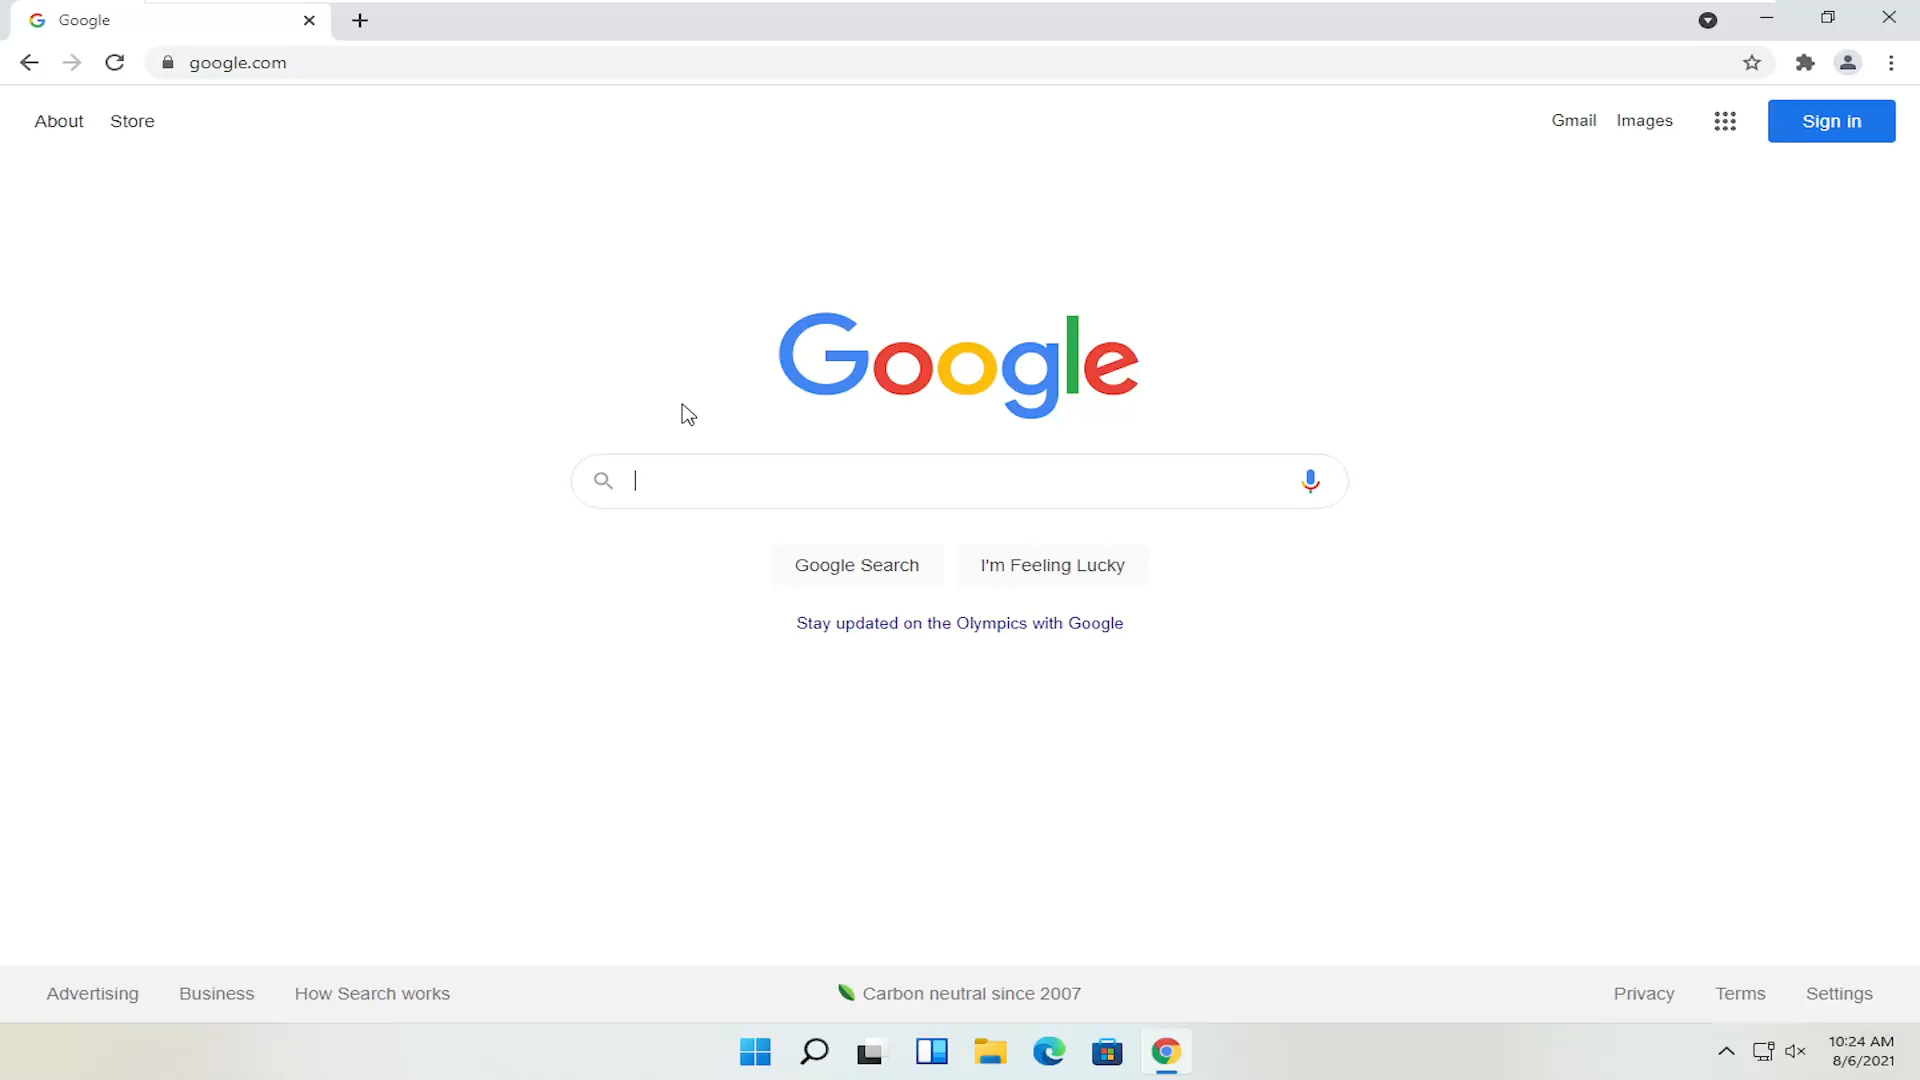 Google
google.com
About Store Gmail Images Sign in
Google
Google Search I'm Feeling Lucky
Stay updated on the Olympics with Google
Advertising Business How Search works Carbon neutral since 2007 Privacy Terms Settings
10:24 AM
8/6/2021